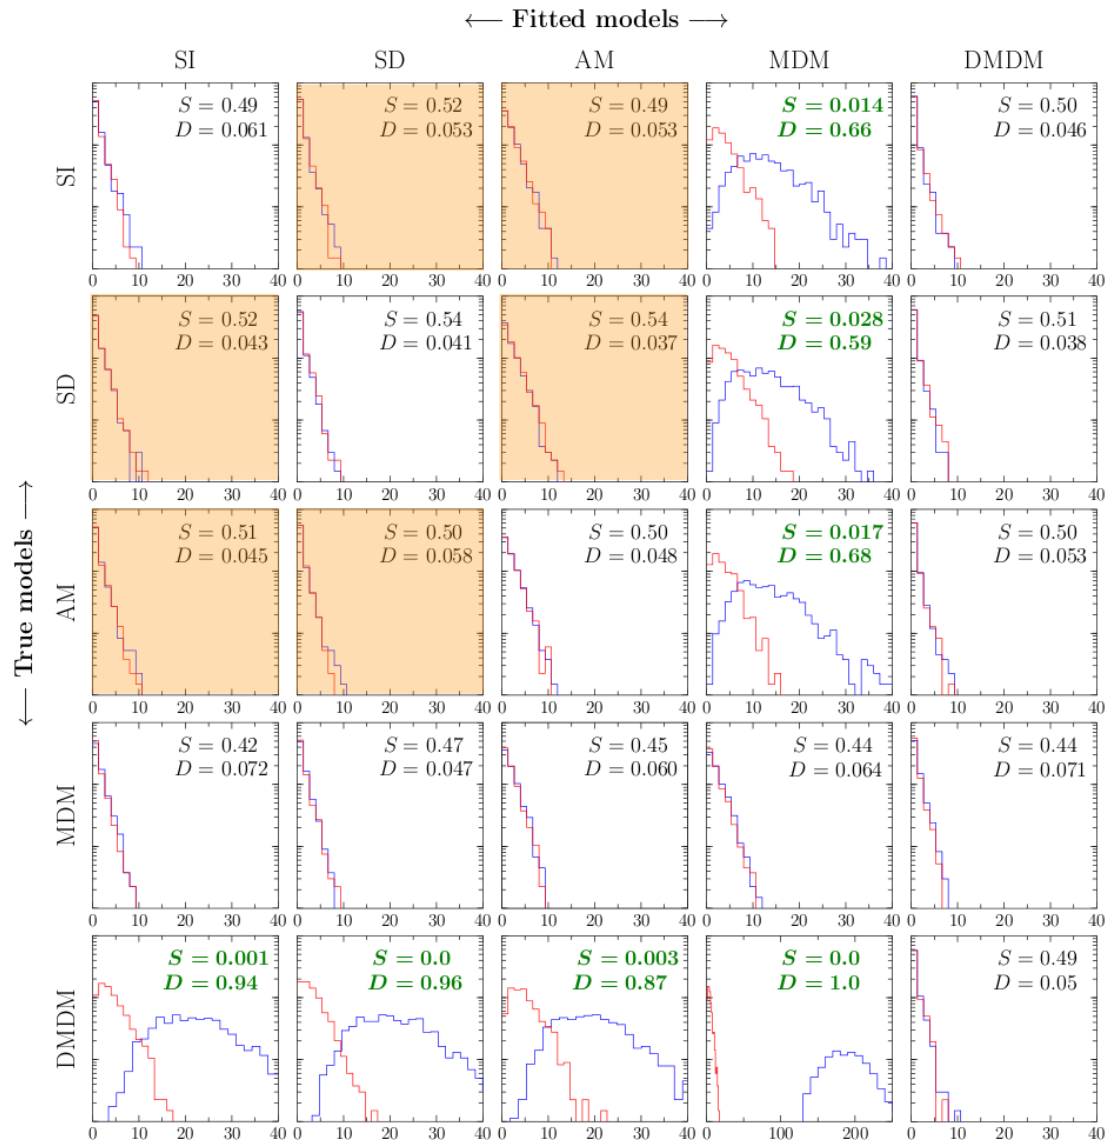 ⟵ Fitted models ⟶
SI SD AM MDM DMDM
⟵ True models ⟶
SI
S = 0.49 S = 0.52 S = 0.49 S = 0.014 S = 0.50
D = 0.061 D = 0.053 D = 0.053 D = 0.66 D = 0.046
0 10 20 30 40 0 10 20 30 40 0 10 20 30 40 0 10 20 30 40 0 10 20 30 40
SD
S = 0.52 S = 0.54 S = 0.54 S = 0.028 S = 0.51
D = 0.043 D = 0.041 D = 0.037 D = 0.59 D = 0.038
0 10 20 30 40 0 10 20 30 40 0 10 20 30 40 0 10 20 30 40 0 10 20 30 40
AM
S = 0.51 S = 0.50 S = 0.50 S = 0.017 S = 0.50
D = 0.045 D = 0.058 D = 0.048 D = 0.68 D = 0.053
0 10 20 30 40 0 10 20 30 40 0 10 20 30 40 0 10 20 30 40 0 10 20 30 40
MDM
S = 0.42 S = 0.47 S = 0.45 S = 0.44 S = 0.44
D = 0.072 D = 0.047 D = 0.060 D = 0.064 D = 0.071
0 10 20 30 40 0 10 20 30 40 0 10 20 30 40 0 10 20 30 40 0 10 20 30 40
DMDM
S = 0.001 S = 0.0 S = 0.003 S = 0.0 S = 0.49
D = 0.94 D = 0.96 D = 0.87 D = 1.0 D = 0.05
0 10 20 30 40 0 10 20 30 40 0 10 20 30 40 0 100 200 0 10 20 30 40